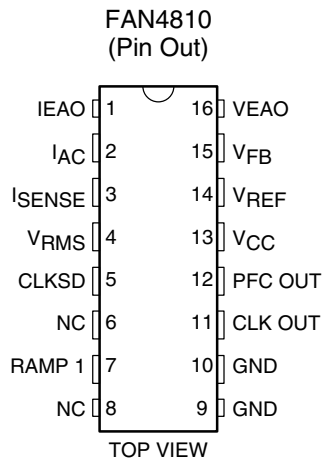 FAN4810
(Pin Out)
IEAO 1 16 VEAO
IAC 2 15 VFB
ISENSE 3 14 VREF
VRMS 4 13 VCC
CLKSD 5 12 PFC OUT
NC 6 11 CLK OUT
RAMP 1 7 10 GND
NC 8 9 GND
TOP VIEW